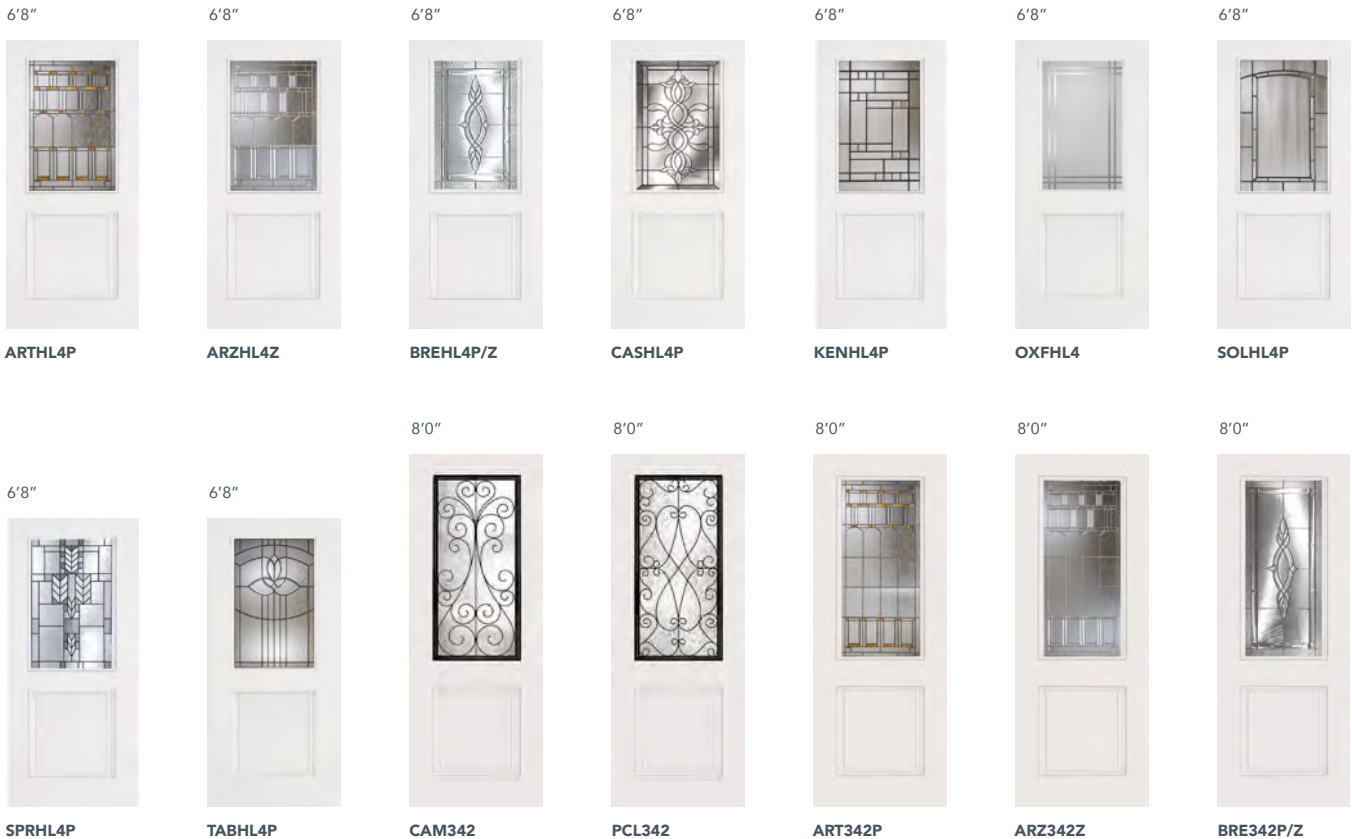 6’8” 6’8” 6’8” 6’8” 6’8” 6’8” 6’8”
ARTHL4P ARZHL4Z BREHL4P/Z CASHL4P KENHL4P OXFHL4 SOLHL4P
8’0” 8’0” 8’0” 8’0” 8’0”
6’8” 6’8”
SPRHL4P TABHL4P CAM342 PCL342 ART342P ARZ342Z BRE342P/Z